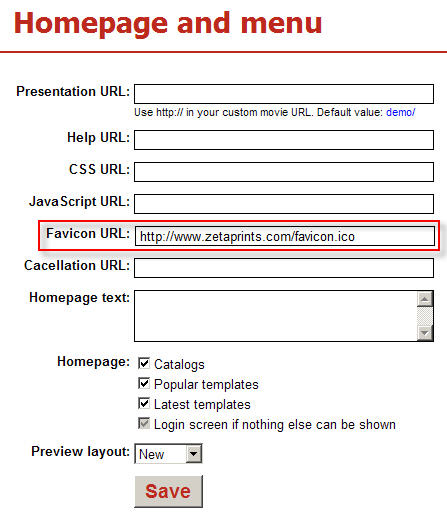 Homepage and menu
Presentation URL:
Use http:// in your custom movie URL. Default value: demo/
Help URL:
CSS URL:
JavaScript URL:
Favicon URL: http://www.zetaprints.com/favicon.ico
Cacellation URL:
Homepage text:
Homepage: Catalogs
Popular templates
Latest templates
Login screen if nothing else can be shown
Preview layout: New
Save